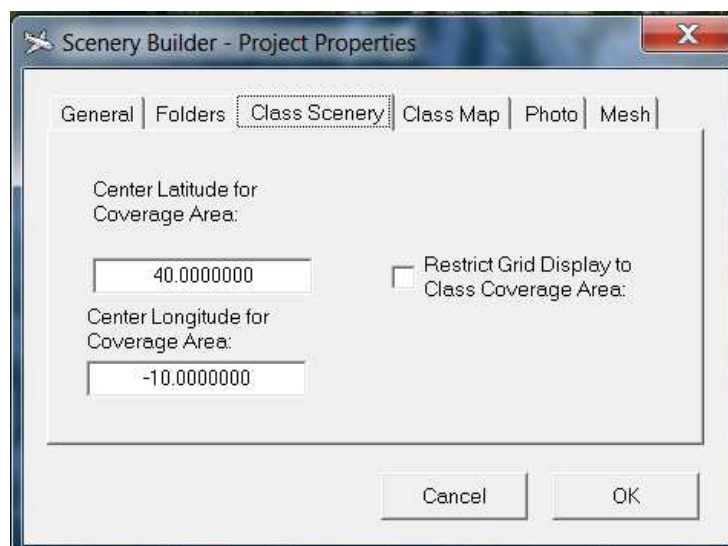 Scenery Builder - Project Properties
X
General Folders Class Scenery Class Map Photo Mesh
Center Latitude for
Coverage Area:
40.0000000
Restrict Grid Display to
Class Coverage Area:
Center Longitude for
Coverage Area:
-10.0000000
Cancel OK